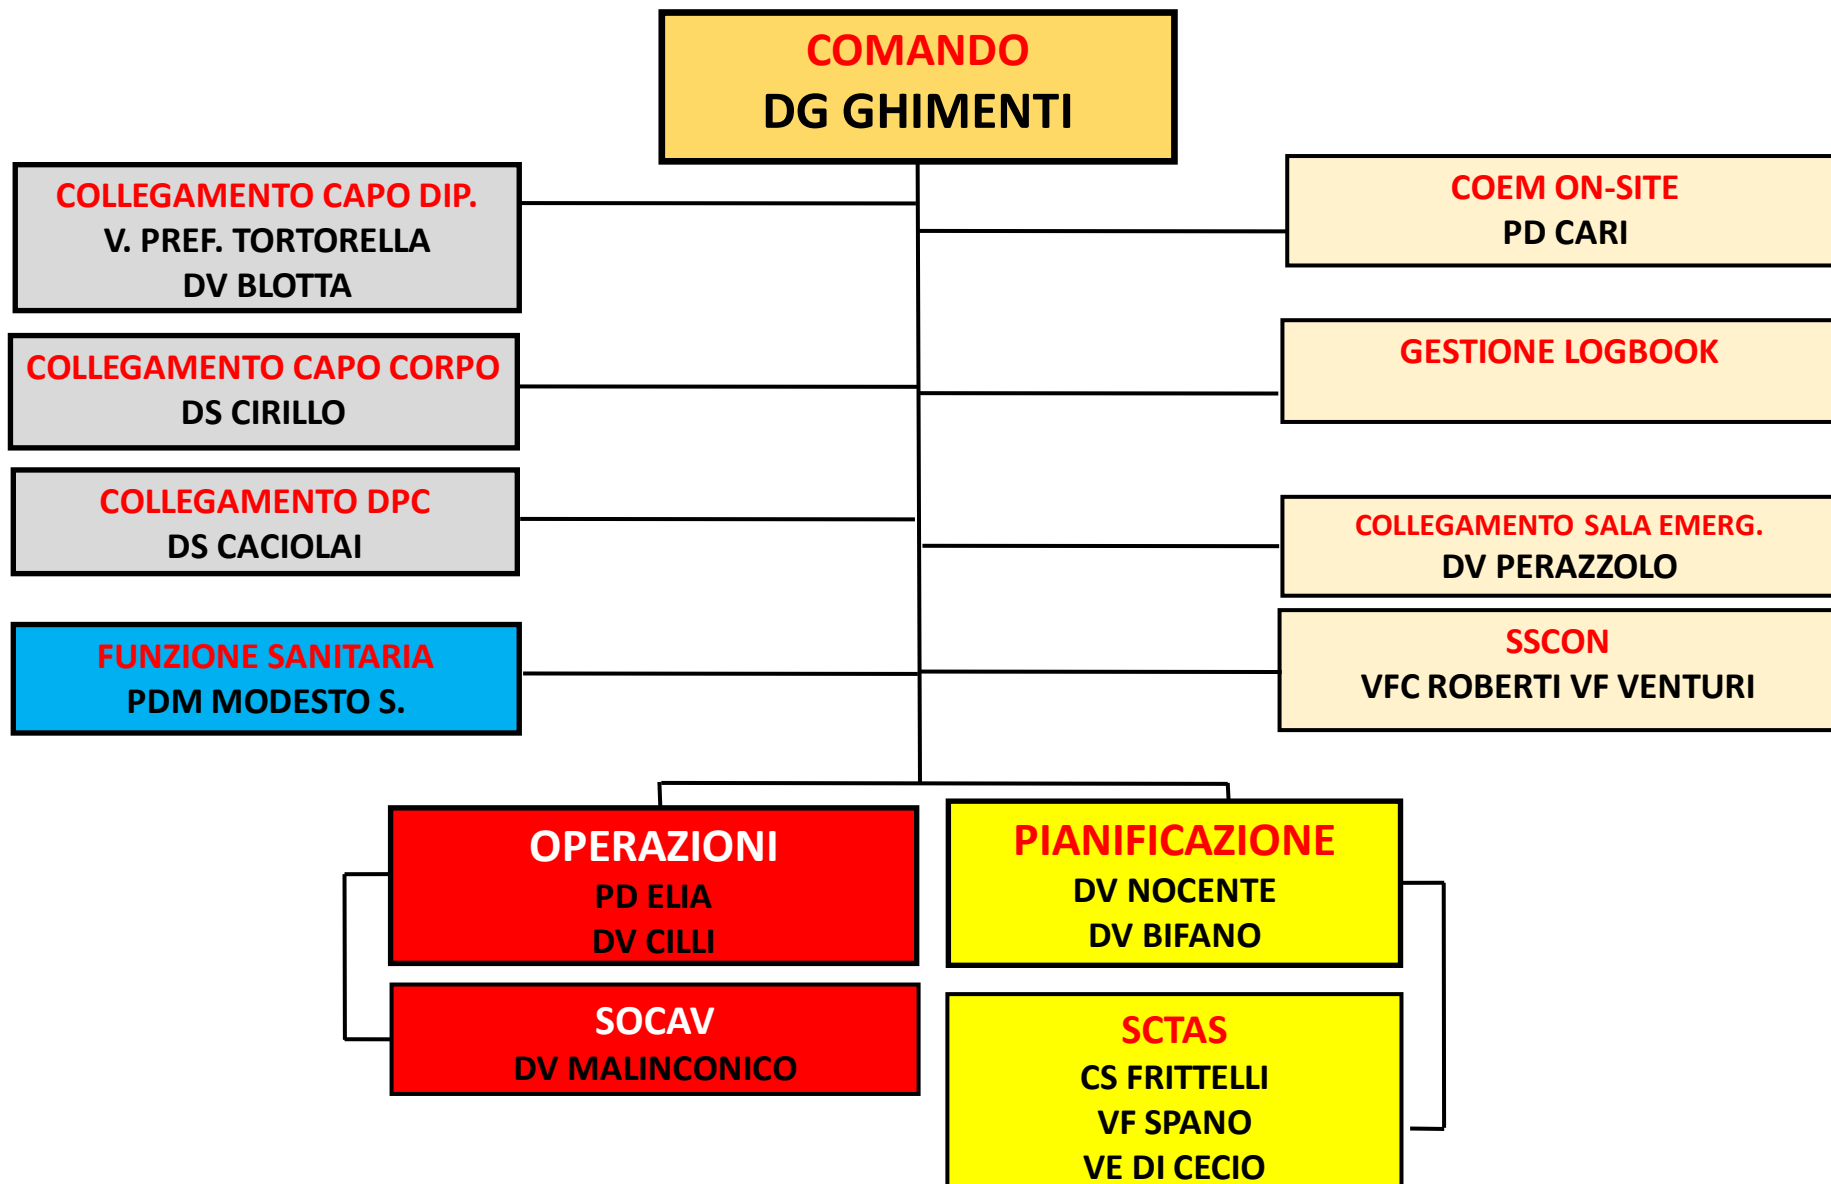 COMANDO
DG GHIMENTI
COLLEGAMENTO CAPO DIP.
V. PREF. TORTORELLA
DV BLOTTA
COEM ON-SITE
PD CARI
COLLEGAMENTO CAPO CORPO
DS CIRILLO
GESTIONE LOGBOOK
COLLEGAMENTO DPC
DS CACIOLAI
COLLEGAMENTO SALA EMERG.
DV PERAZZOLO
FUNZIONE SANITARIA
PDM MODESTO S.
SSCON
VFC ROBERTI VF VENTURI
OPERAZIONI
PD ELIA
DV CILLI
PIANIFICAZIONE
DV NOCENTE
DV BIFANO
SOCAV
DV MALINCONICO
SCTAS
CS FRITTELLI
VF SPANO
VE DI CECIO